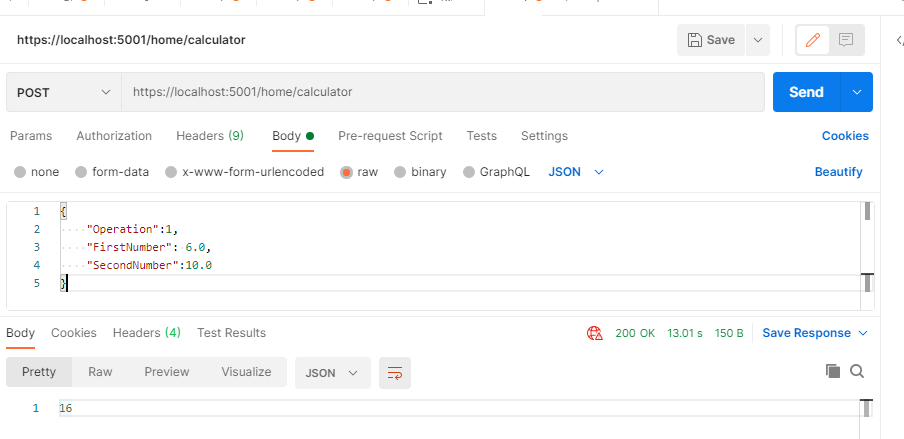 https://localhost:5001/home/calculator
Save
POST
https://localhost:5001/home/calculator
Send
Params Authorization Headers (9) Body Pre-request Script Tests Settings Cookies
none form-data x-www-form-urlencoded raw binary GraphQL JSON Beautify
1 {
2 "Operation":1,
3 "FirstNumber": 6.0,
4 "SecondNumber":10.0
5 }
Body Cookies Headers (4) Test Results 200 OK 13.01 s 150 B Save Response
Pretty Raw Preview Visualize JSON
1 16